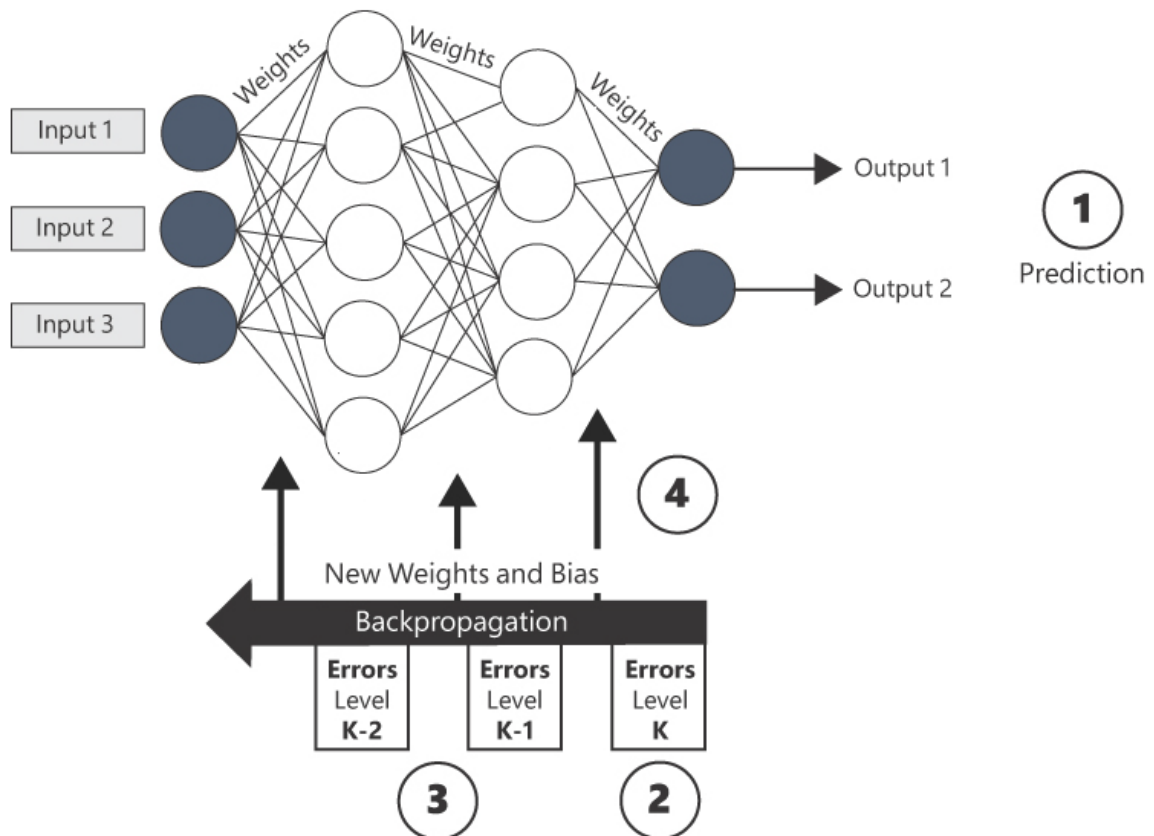 Weights
Weights
Weights
Input 1
Input 2
Input 3
Output 1
Output 2
1
Prediction
4
New Weights and Bias
Backpropagation
Errors
Level
K-2
Errors
Level
K-1
Errors
Level
K
3
2